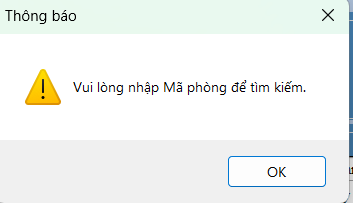 Thông báo
Vui lòng nhập Mã phòng để tìm kiếm.
OK